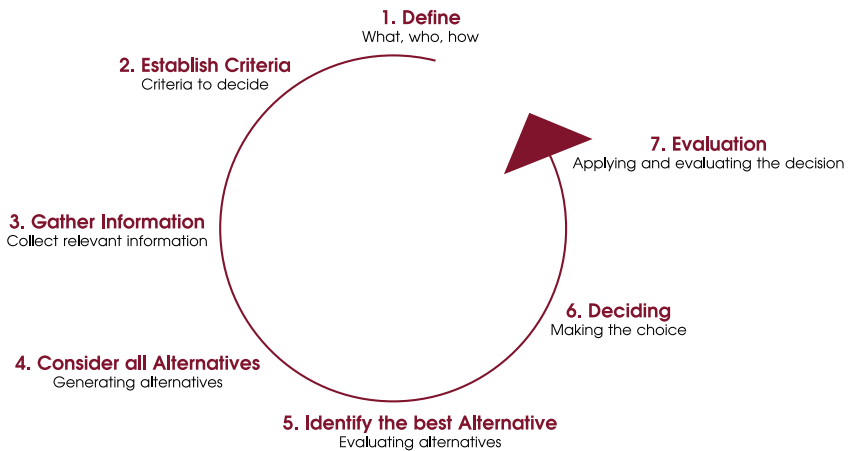 1. Define
What, who, how
2. Establish Criteria
Criteria to decide
3. Gather Information
Collect relevant information
4. Consider all Alternatives
Generating alternatives
5. Identify the best Alternative
Evaluating alternatives
6. Deciding
Making the choice
7. Evaluation
Applying and evaluating the decision